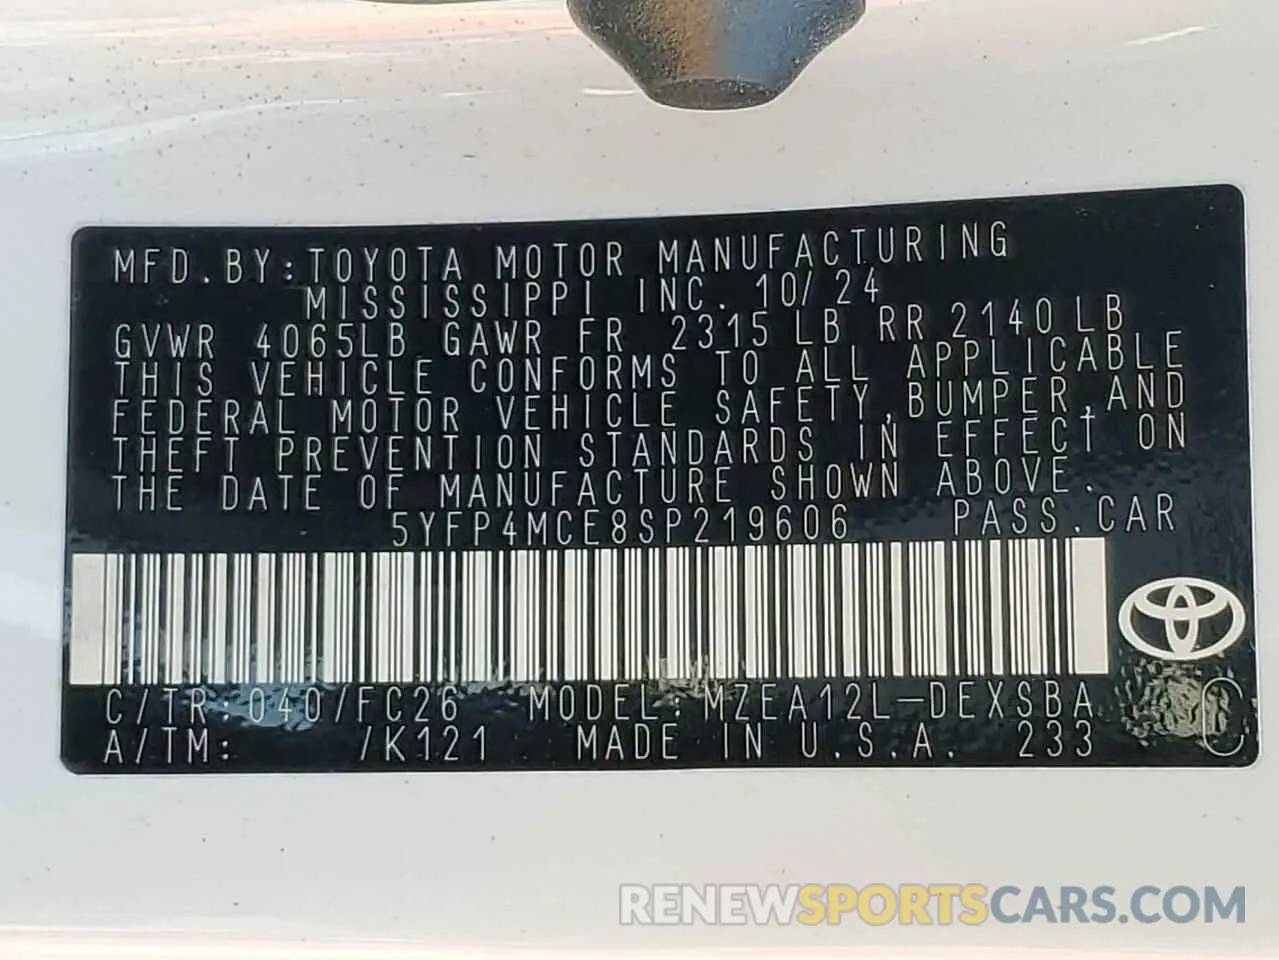 MFD.BY:TOYOTA MOTOR MANUFACTURING
MISSISSIPPI INC. 10/24
GVWR 4065LB GAWR FR 2315 LB RR 2140 LB
THIS VEHICLE CONFORMS TO ALL APPLICABLE
FEDERAL MOTOR VEHICLE SAFETY,BUMPER,AND
THEFT PREVENTION STANDARDS IN EFFECT ON
THE DATE OF MANUFACTURE SHOWN ABOVE.
5YFP4MCE8SP219606 PASS.CAR
C/TR:040/FC26 MODEL:MZEA12L-DEXSBA
A/TM: /K121 MADE IN U.S.A. 233
C
RENEWSPORTSCARS.COM